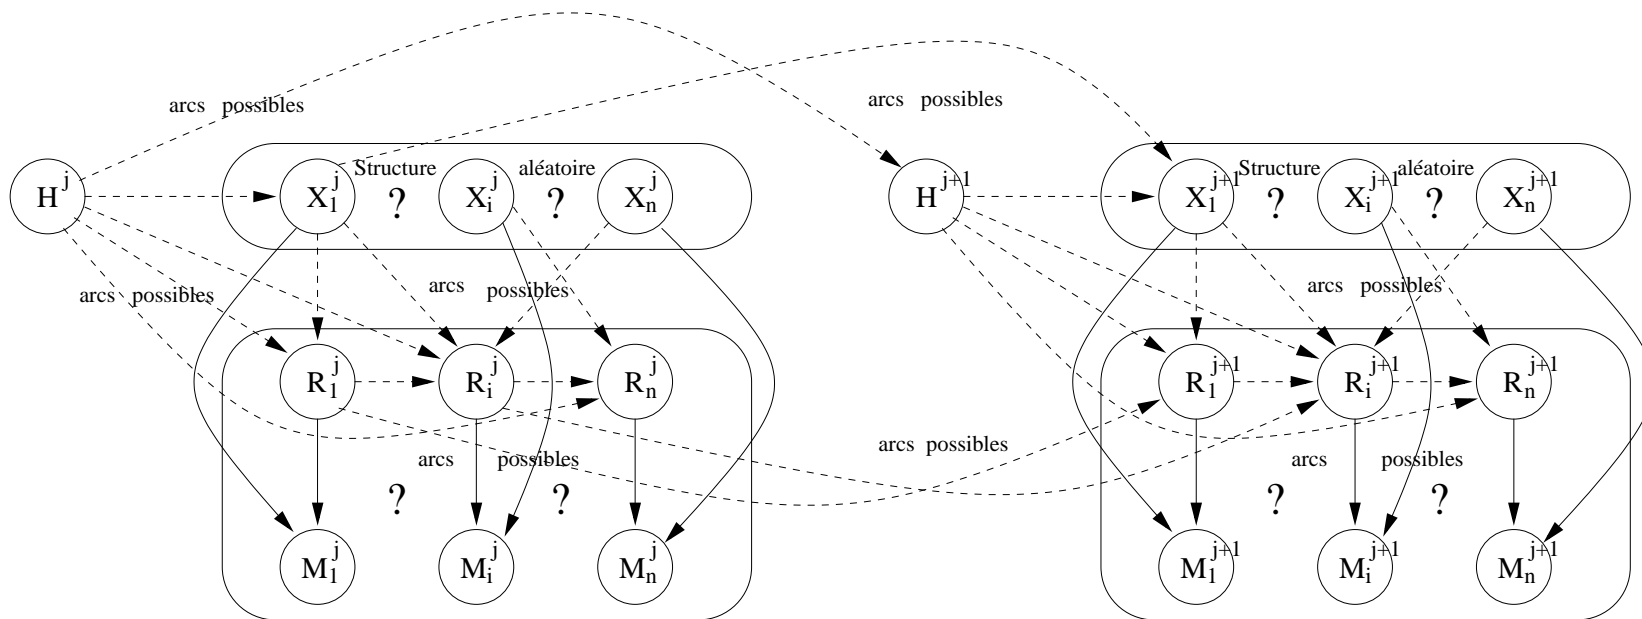 arcs possibles
arcs possibles
Structure aléatoire
Structure aléatoire
H^j X_1^j ? X_i^j ? X_n^j
H^{j+1} X_1^{j+1} ? X_i^{j+1} ? X_n^{j+1}
arcs possibles
arcs possibles
arcs possibles
R_1^j R_i^j R_n^j
R_1^{j+1} R_i^{j+1} R_n^{j+1}
arcs possibles
arcs possibles
arcs possibles
? ?
? ?
M_1^j M_i^j M_n^j
M_1^{j+1} M_i^{j+1} M_n^{j+1}